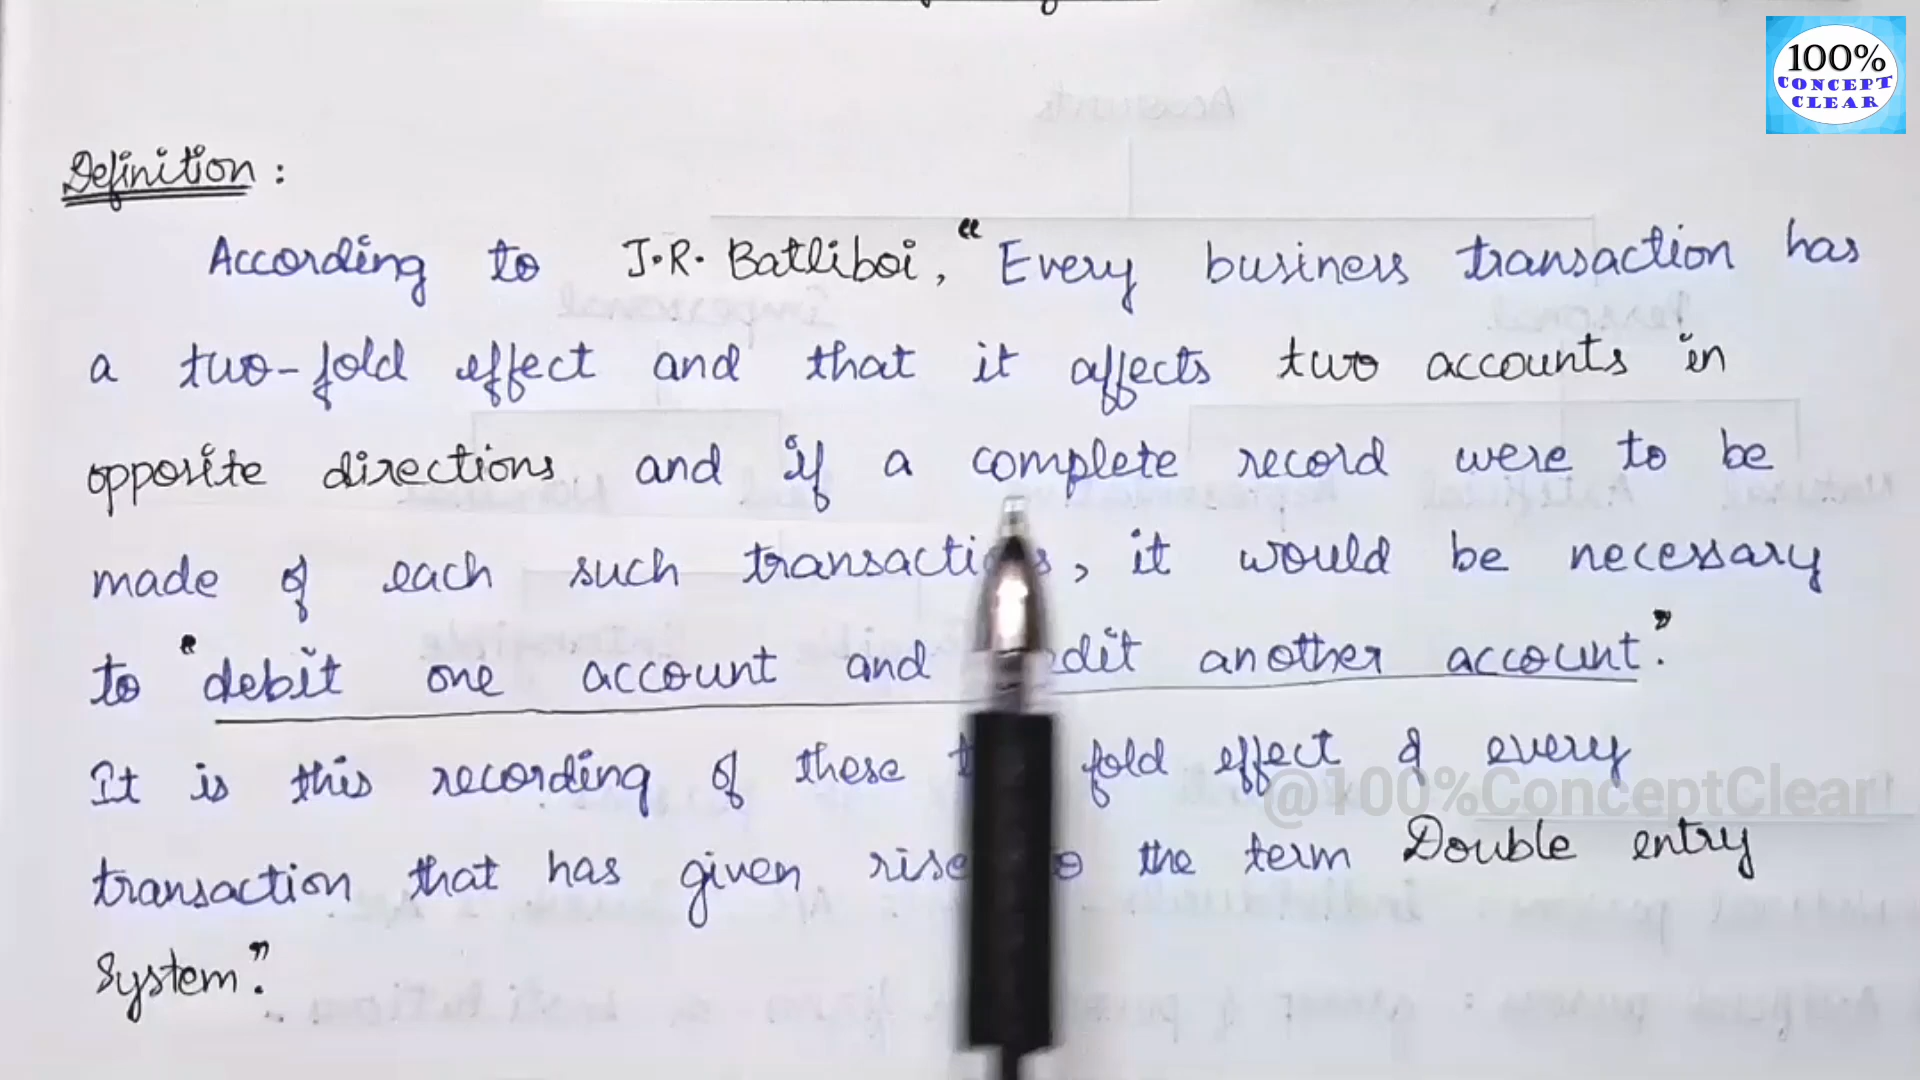 100%
CONCEPT
CLEAR
Definition :
According to J.R. Batliboi, “Every business transaction has
a two-fold effect and that it affects two accounts in
opposite directions and if a complete record were to be
made of each such transactions, it would be necessary
to “debit one account and credit another account.”
It is this recording of these fold effect of every
@100%ConceptClear
transaction that has given rise to the term Double entry
System.”